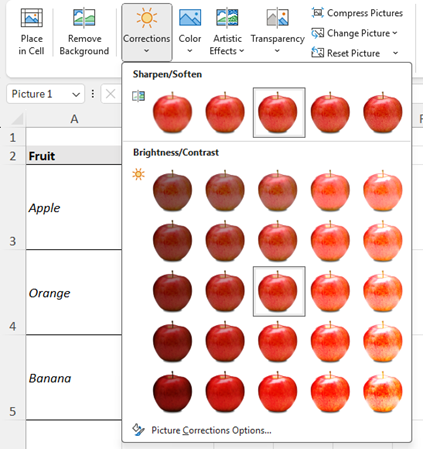 Place
in Cell
Remove
Background
Corrections
Color
Artistic
Effects
Transparency
Compress Pictures
Change Picture
Reset Picture
Sharpen/Soften
Picture 1
A
1
Brightness/Contrast
2 Fruit
Apple
3
Orange
4
Banana
5
Picture Corrections Options...